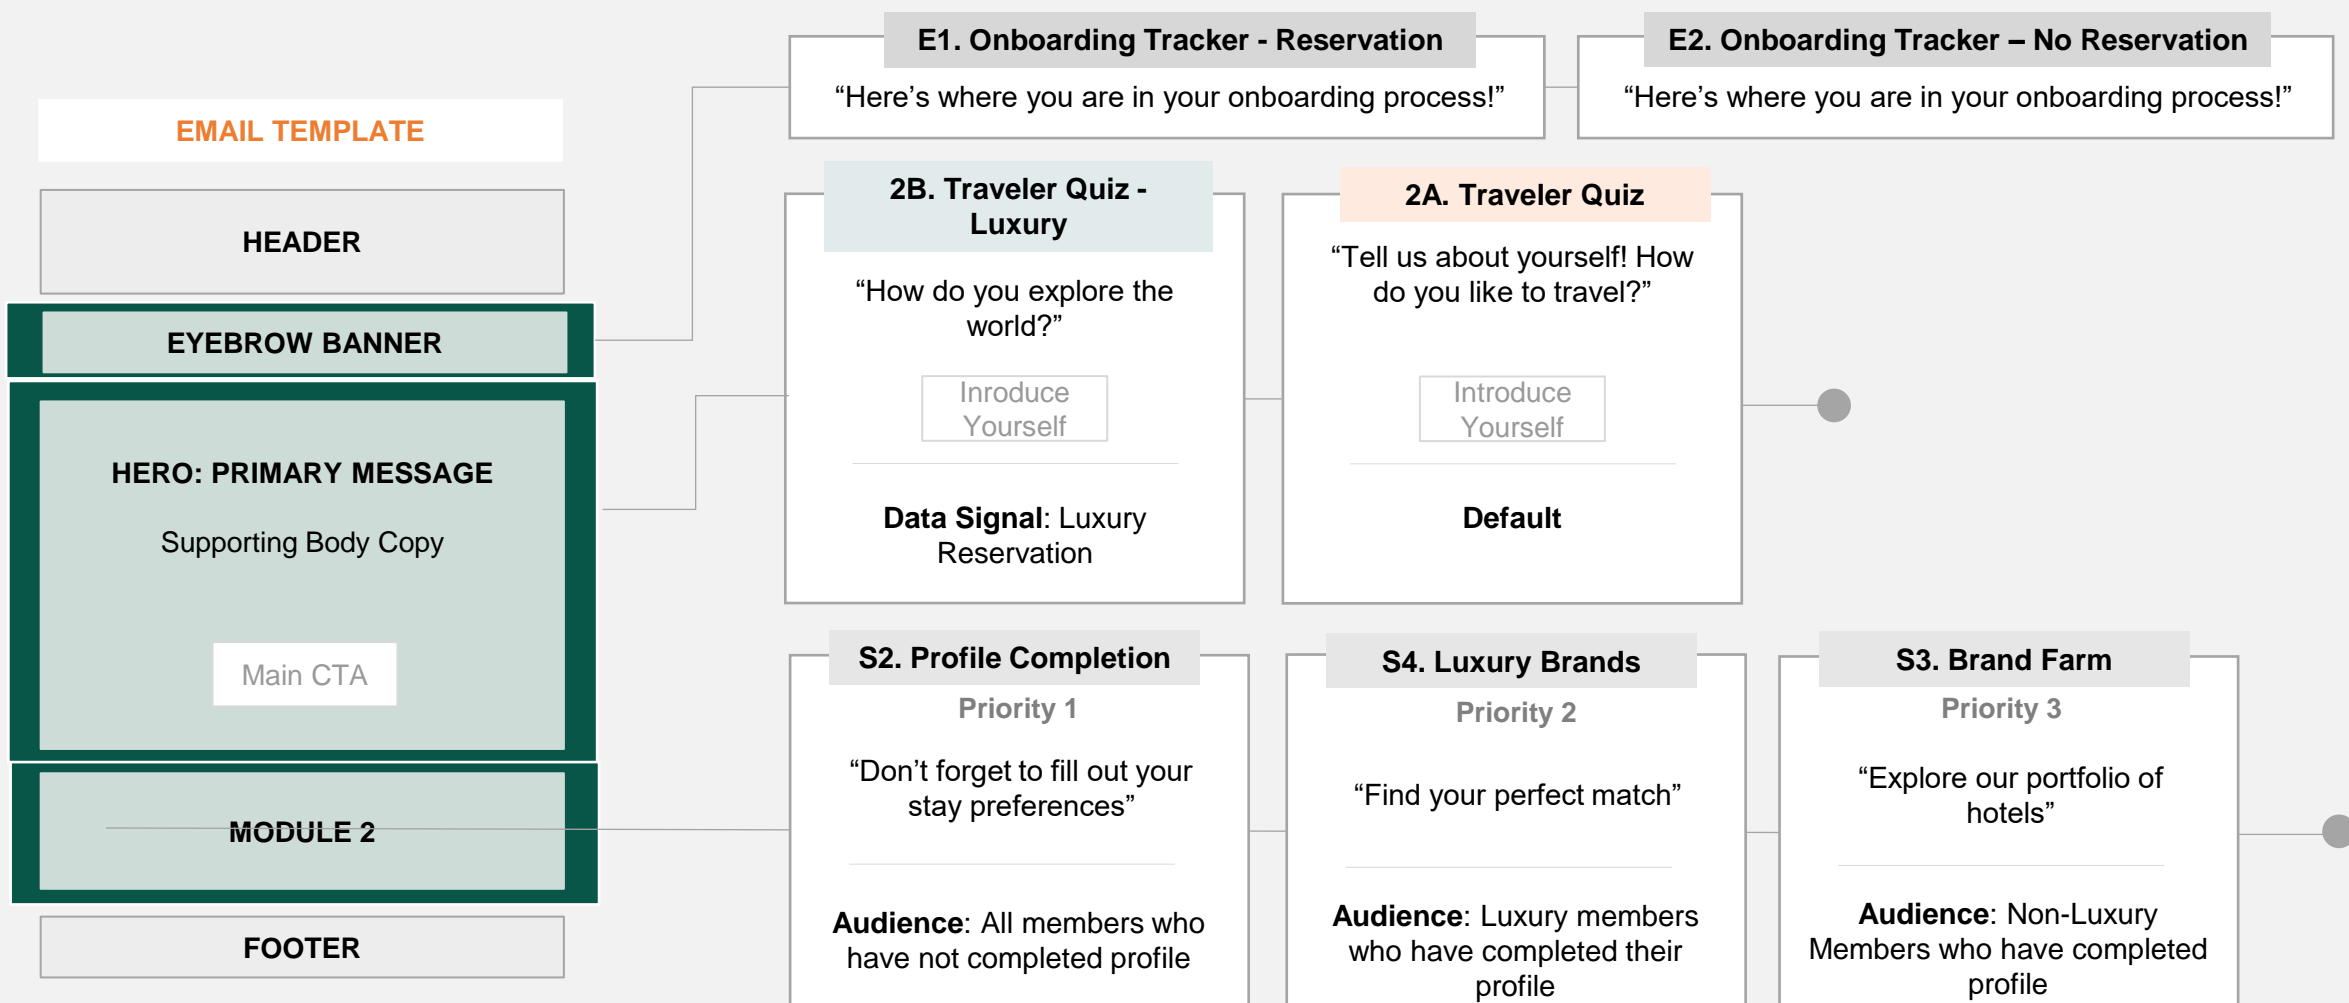 E1. Onboarding Tracker - Reservation
“Here’s where you are in your onboarding process!”
E2. Onboarding Tracker – No Reservation
“Here’s where you are in your onboarding process!”
EMAIL TEMPLATE
HEADER
EYEBROW BANNER
HERO: PRIMARY MESSAGE
Supporting Body Copy
Main CTA
MODULE 2
FOOTER
2B. Traveler Quiz -
Luxury
“How do you explore the
world?”
Inroduce
Yourself
Data Signal: Luxury
Reservation
2A. Traveler Quiz
“Tell us about yourself! How
do you like to travel?”
Introduce
Yourself
Default
S2. Profile Completion
Priority 1
“Don’t forget to fill out your
stay preferences”
Audience: All members who
have not completed profile
S4. Luxury Brands
Priority 2
“Find your perfect match”
Audience: Luxury members
who have completed their
profile
S3. Brand Farm
Priority 3
“Explore our portfolio of
hotels”
Audience: Non-Luxury
Members who have completed
profile